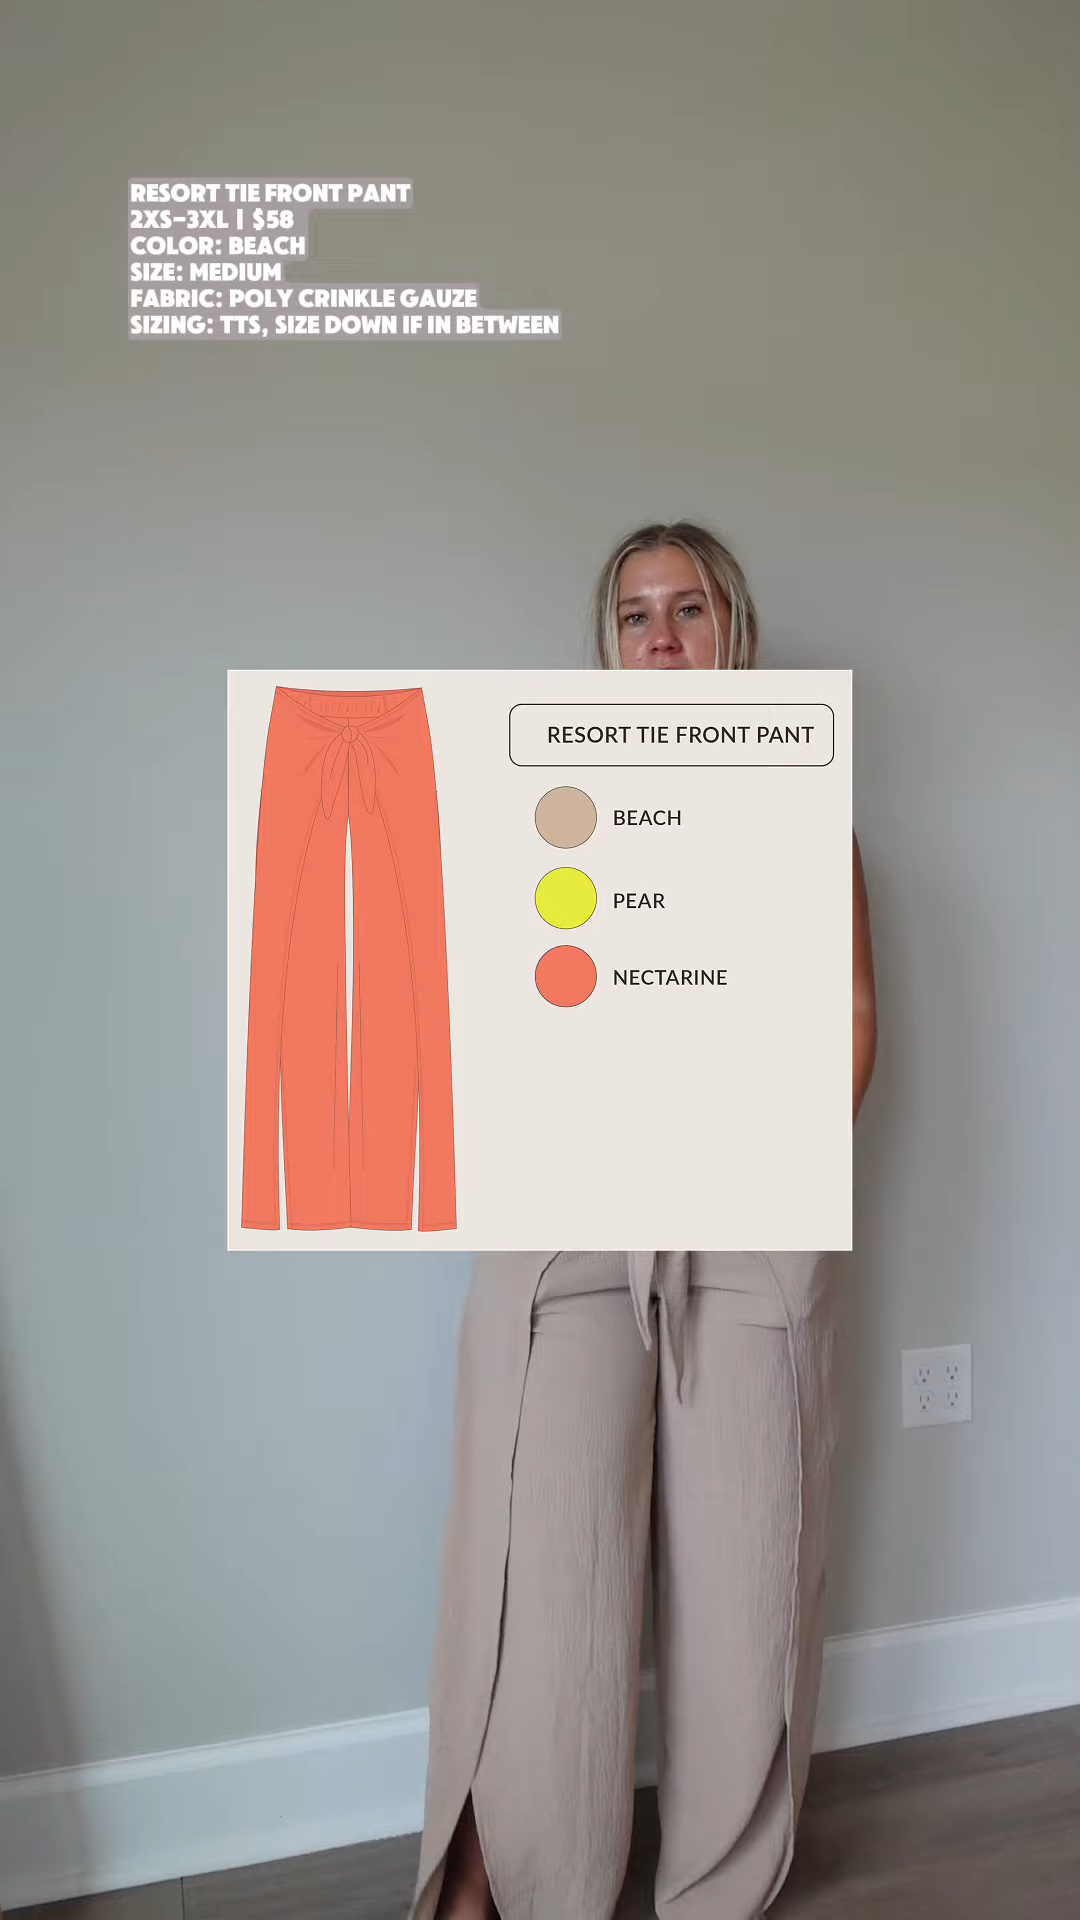 RESORT TIE FRONT PANT
2XS-3XL | $58
COLOR: BEACH
SIZE: MEDIUM
FABRIC: POLY CRINKLE GAUZE
SIZING: TTS, SIZE DOWN IF IN BETWEEN
RESORT TIE FRONT PANT
BEACH
PEAR
NECTARINE